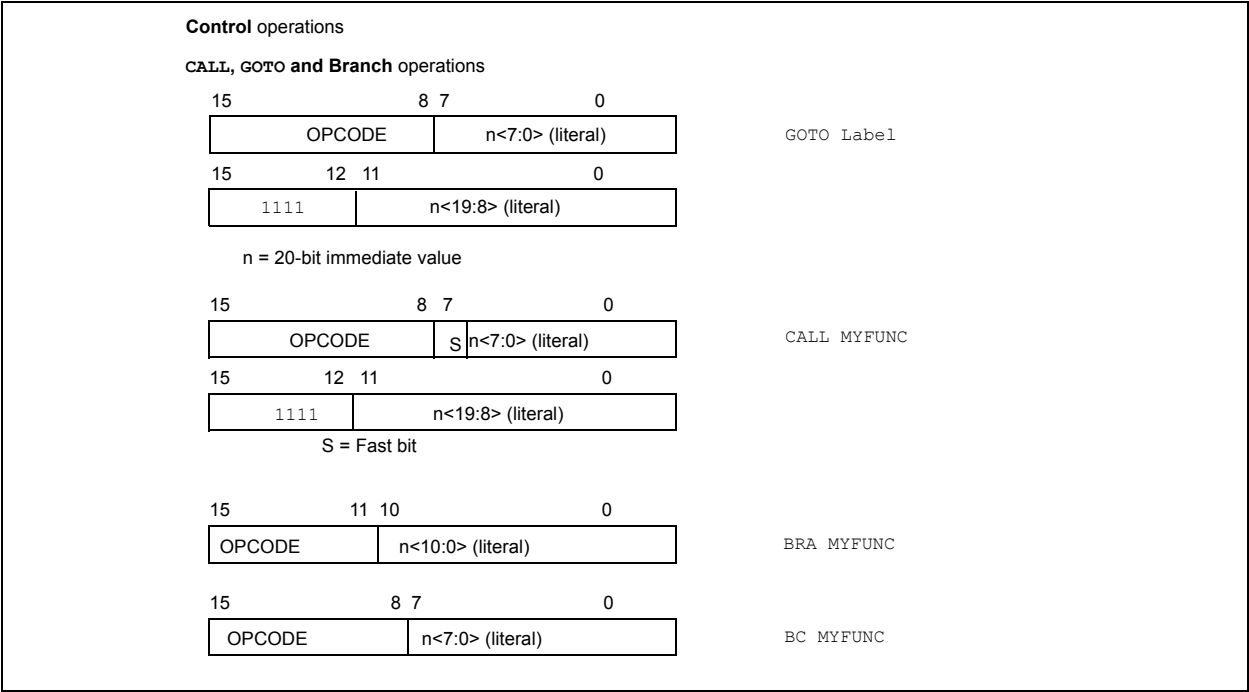 Control operations
CALL, GOTO and Branch operations
15 8 7 0
OPCODE n<7:0> (literal) GOTO Label
15 12 11 0
1111 n<19:8> (literal)
n = 20-bit immediate value
15 8 7 0
OPCODE S n<7:0> (literal) CALL MYFUNC
15 12 11 0
1111 n<19:8> (literal)
S = Fast bit
15 11 10 0
OPCODE n<10:0> (literal) BRA MYFUNC
15 8 7 0
OPCODE n<7:0> (literal) BC MYFUNC